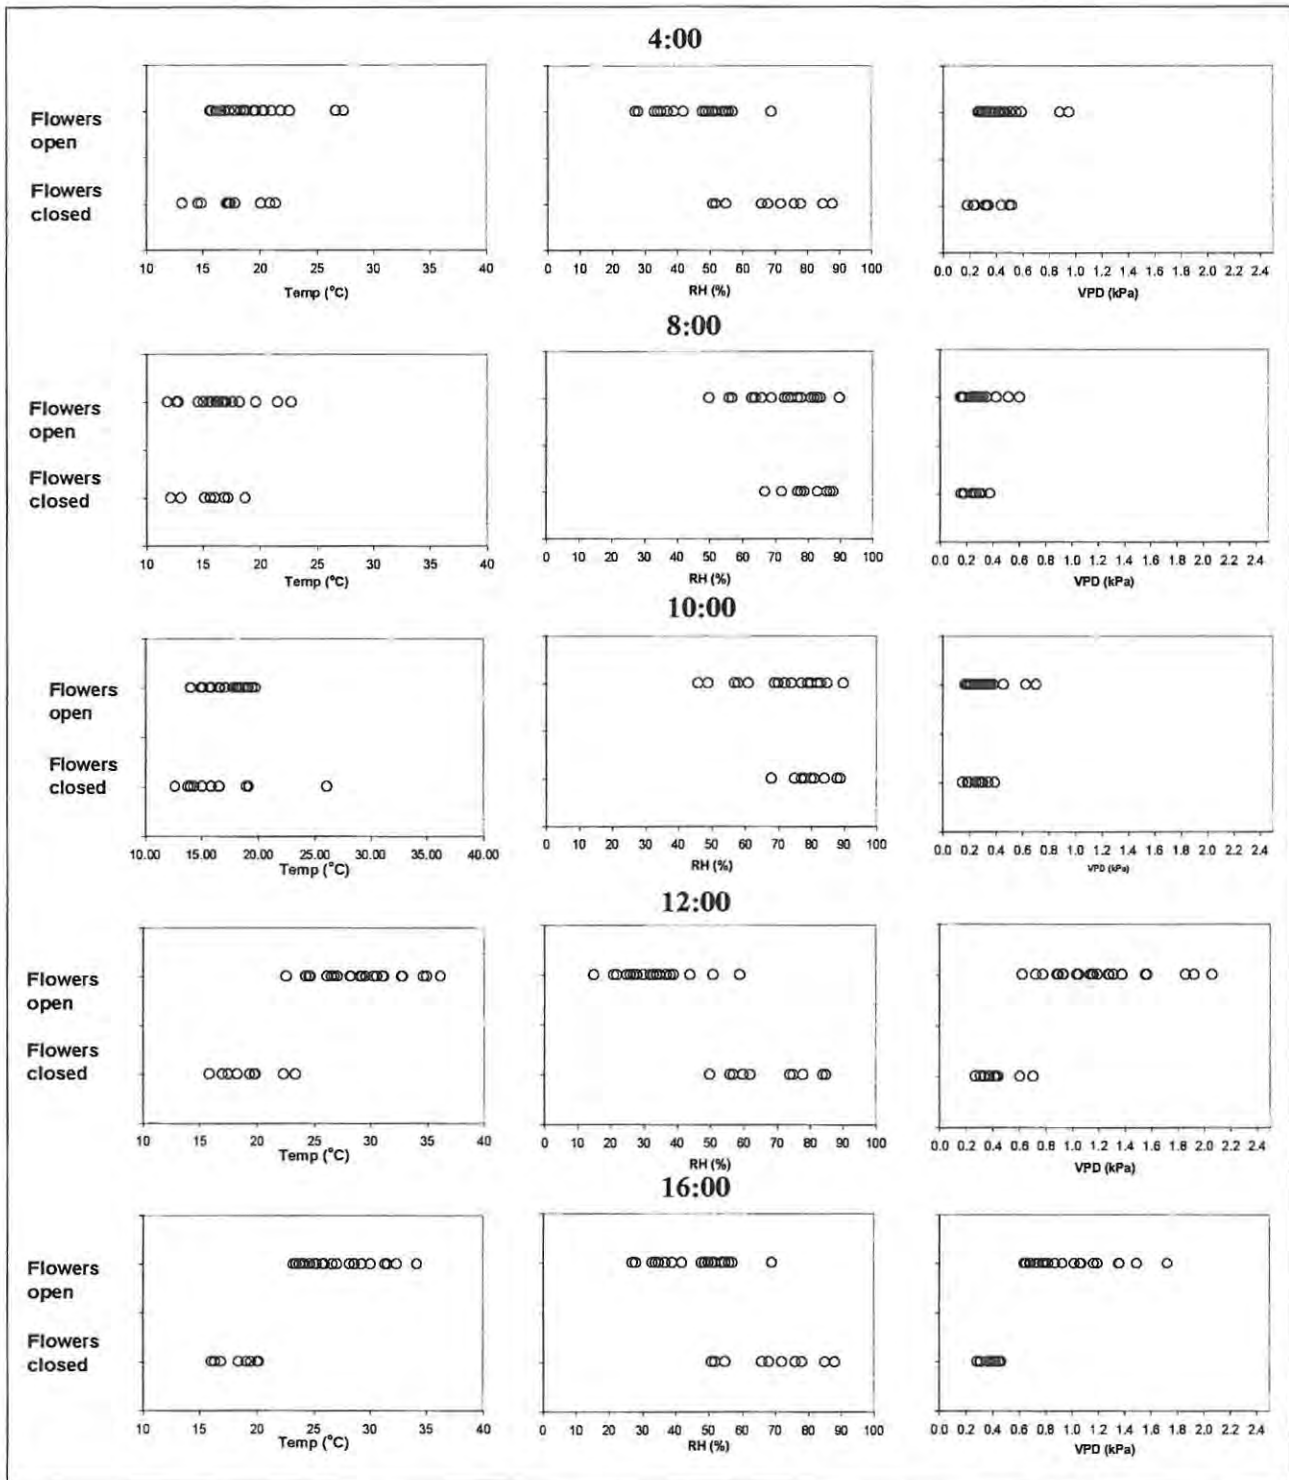 4:00
Flowers
open
Flowers
closed
10 15 20 25 30 35 40
Temp (°C)
0 10 20 30 40 50 60 70 80 90 100
RH (%)
0.0 0.2 0.4 0.6 0.8 1.0 1.2 1.4 1.6 1.8 2.0 2.2 2.4
VPD (kPa)
8:00
Flowers
open
Flowers
closed
10 15 20 25 30 35 40
Temp (°C)
0 10 20 30 40 50 60 70 80 90 100
RH (%)
0.0 0.2 0.4 0.6 0.8 1.0 1.2 1.4 1.6 1.8 2.0 2.2 2.4
VPD (kPa)
10:00
Flowers
open
Flowers
closed
10.00 15.00 20.00 25.00 30.00 35.00 40.00
Temp (°C)
0 10 20 30 40 50 60 70 80 90 100
RH (%)
0.0 0.2 0.4 0.6 0.8 1.0 1.2 1.4 1.6 1.8 2.0 2.2 2.4
VPD (kPa)
12:00
Flowers
open
Flowers
closed
10 15 20 25 30 35 40
Temp (°C)
0 10 20 30 40 50 60 70 80 90 100
RH (%)
0.0 0.2 0.4 0.6 0.8 1.0 1.2 1.4 1.6 1.8 2.0 2.2 2.4
VPD (kPa)
16:00
Flowers
open
Flowers
closed
10 15 20 25 30 35 40
Temp (°C)
0 10 20 30 40 50 60 70 80 90 100
RH (%)
0.0 0.2 0.4 0.6 0.8 1.0 1.2 1.4 1.6 1.8 2.0 2.2 2.4
VPD (kPa)